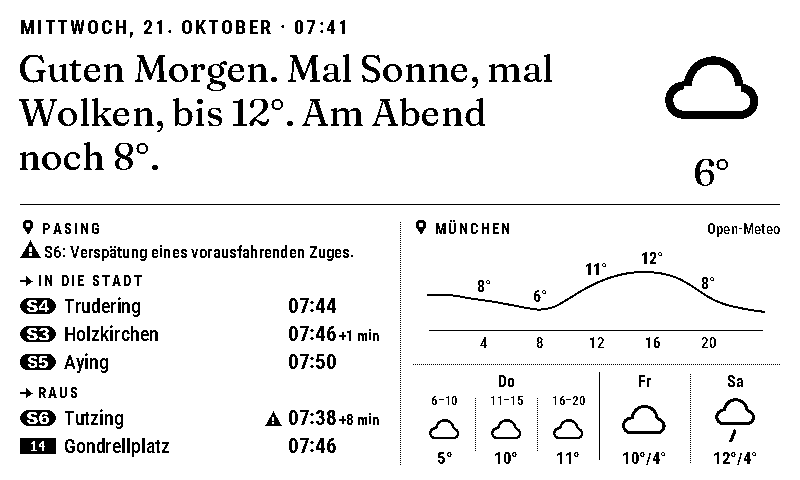 MITTWOCH, 21. OKTOBER · 07:41
Guten Morgen. Mal Sonne, mal
Wolken, bis 12°. Am Abend
noch 8°.
6°
PASING
S6: Verspätung eines vorausfahrenden Zuges.
IN DIE STADT
S4 Trudering 07:44
S3 Holzkirchen 07:46 +1 min
S5 Aying 07:50
RAUS
S6 Tutzing 07:38 +8 min
14 Gondrellplatz 07:46
MÜNCHEN Open-Meteo
8° 6° 11° 12° 8°
4 8 12 16 20
Do Fr Sa
6–10 11–15 16–20
5° 10° 11° 10°/4° 12°/4°